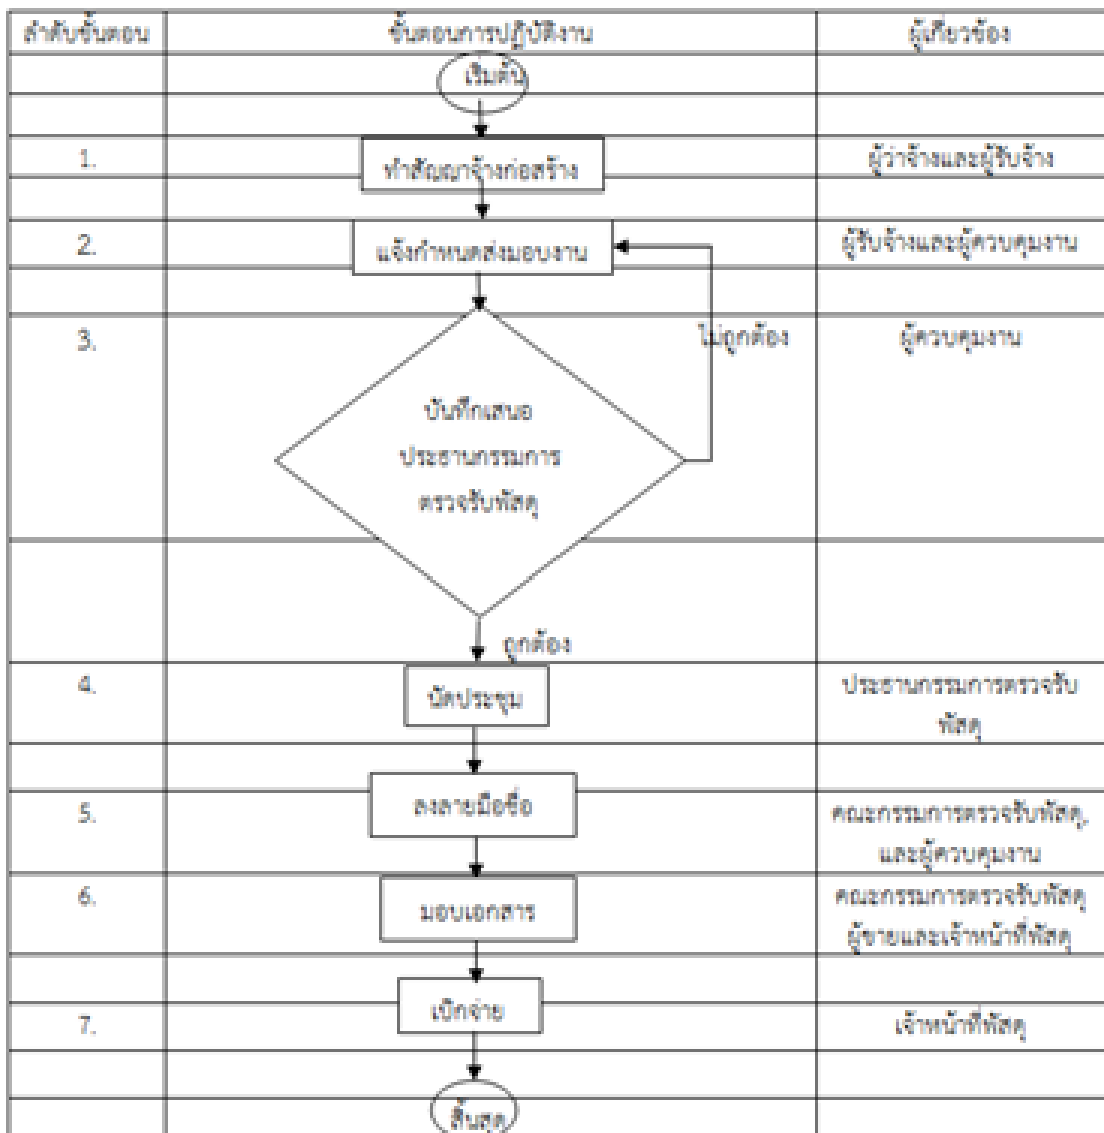 ลำดับขั้นตอน ขั้นตอนการปฏิบัติงาน ผู้เกี่ยวข้อง
เริ่มต้น
1. ทำสัญญาจ้างก่อสร้าง ผู้ว่าจ้างและผู้รับจ้าง
2. แจ้งกำหนดส่งมอบงาน ผู้รับจ้างและผู้ควบคุมงาน
3. ไม่ถูกต้อง ผู้ควบคุมงาน
บันทึกเสนอ
ประธานกรรมการ
ตรวจรับพัสดุ
ถูกต้อง
4. นัดประชุม ประธานกรรมการตรวจรับ
พัสดุ
5. ลงลายมือชื่อ คณะกรรมการตรวจรับพัสดุ,
และผู้ควบคุมงาน
6. มอบเอกสาร คณะกรรมการตรวจรับพัสดุ
ผู้ขายและเจ้าหน้าที่พัสดุ
7. เบิกจ่าย เจ้าหน้าที่พัสดุ
สิ้นสุด